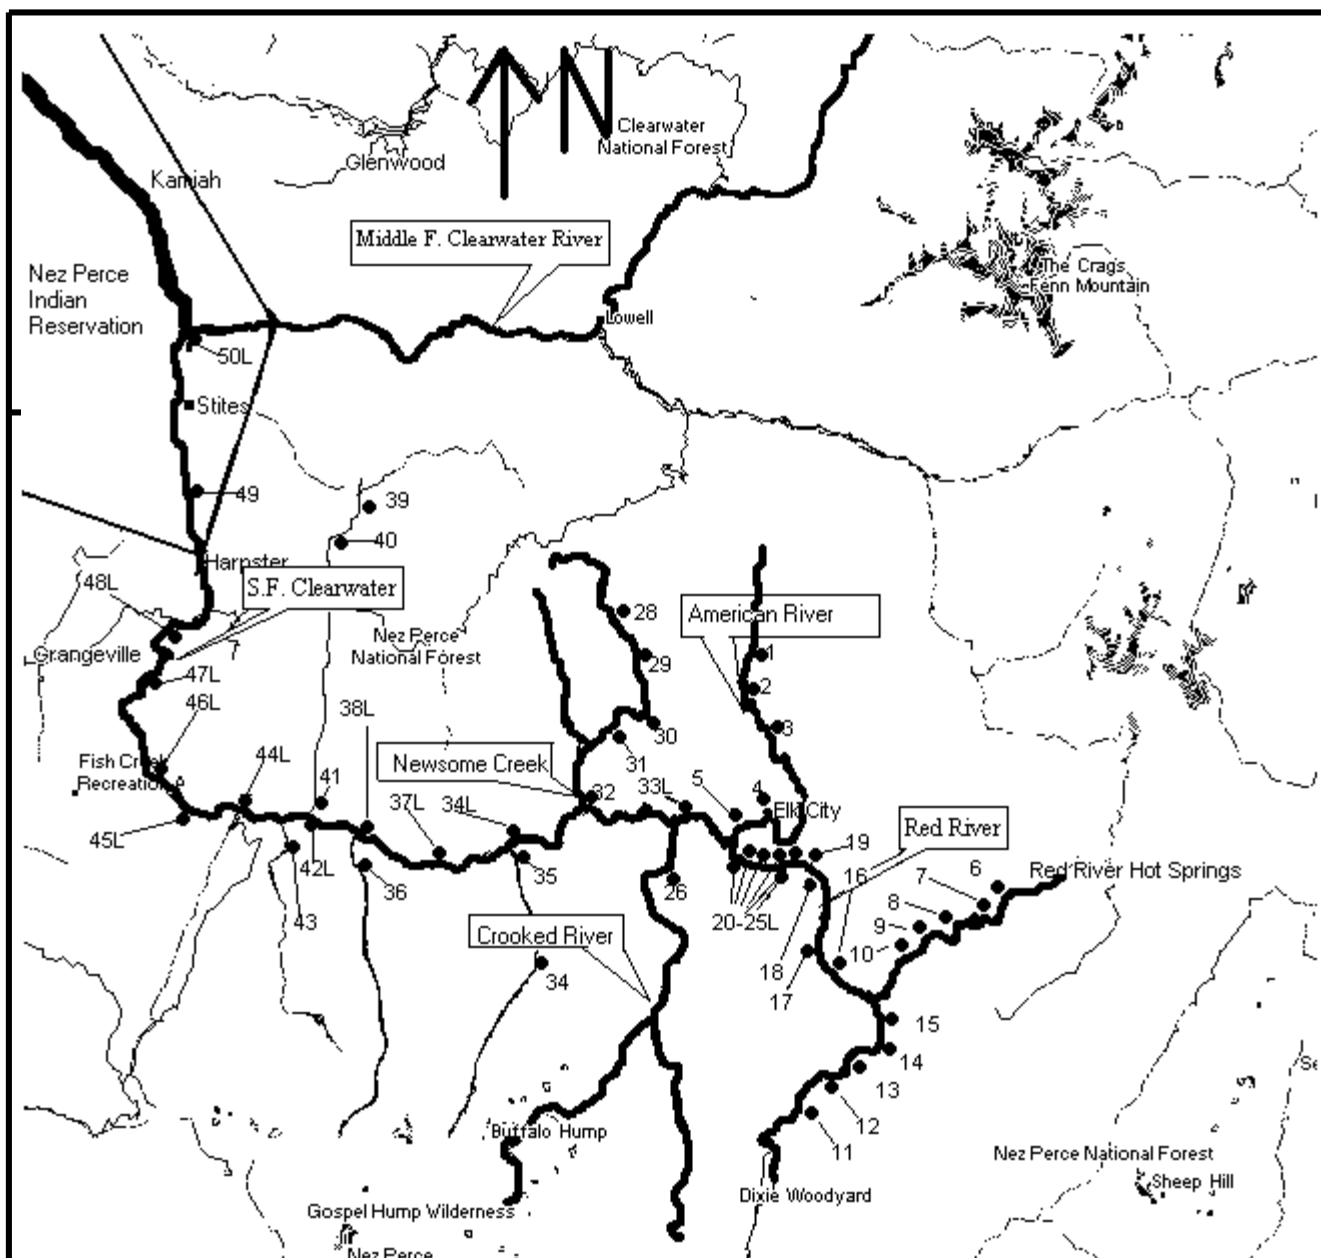 N
Clearwater
National Forest
Glenwood
Kamiah
Middle F. Clearwater River
Nez Perce
Indian
Reservation
The Crags
Fenn Mountain
Lowell
50L
Stites
49
39
40
Harpster
48L
S.F. Clearwater
28
American River
Nez Perce
National Forest
Grangeville
29
1
47L
2
46L
38L
30
3
31
Fish Creek
Recreation A
44L
Newsome Creek
41
37L
34L
32
33L
5
4
Elk City
45L
42L
35
19
Red River
36
26
16
6
Red River Hot Springs
7
20-25L
8
43
9
Crooked River
10
18
34
17
15
14
Se
13
12
11
Buffalo Hump
Nez Perce National Forest
Sheep Hill
Dixie Woodyard
Gospel Hump Wilderness
Nez Perce